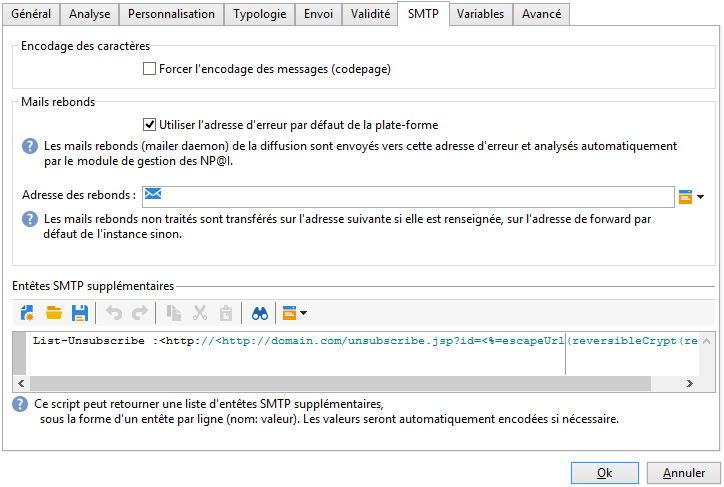 Général Analyse Personnalisation Typologie Envoi Validité SMTP Variables Avancé
Encodage des caractères
Forcer l'encodage des messages (codepage)
Mails rebonds
Utiliser l'adresse d'erreur par défaut de la plate-forme
Les mails rebonds (mailer daemon) de la diffusion sont envoyés vers cette adresse d'erreur et analysés automatiquement
par le module de gestion des NP@I.
Adresse des rebonds :
Les mails rebonds non traités sont transférés sur l'adresse suivante si elle est renseignée, sur l'adresse de forward par
défaut de l'instance sinon.
Entêtes SMTP supplémentaires
List-Unsubscribe :<http://<http://domain.com/unsubscribe.jsp?id=<%=escapeUrl(reversibleCrypt(re
Ce script peut retourner une liste d'entêtes SMTP supplémentaires,
sous la forme d'un entête par ligne (nom: valeur). Les valeurs seront automatiquement encodées si nécessaire.
Ok Annuler